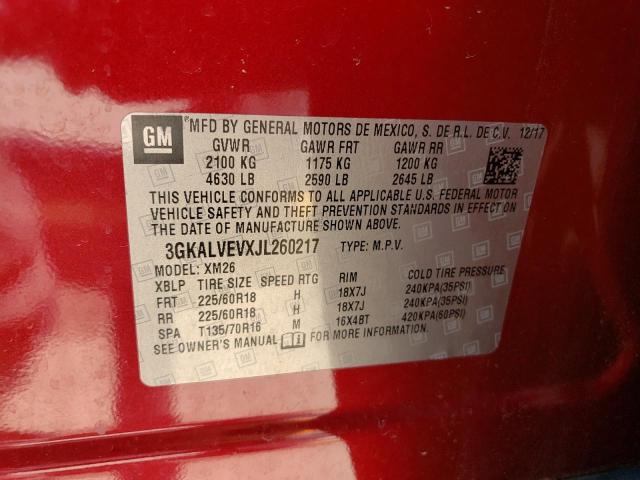 GM ®MFD BY GENERAL MOTORS DE MEXICO, S. DE R.L. DE C.V. 12/17
GVWR GAWR FRT GAWR RR
2100 KG 1175 KG 1200 KG
4630 LB 2590 LB 2645 LB
THIS VEHICLE CONFORMS TO ALL APPLICABLE U.S. FEDERAL MOTOR
VEHICLE SAFETY AND THEFT PREVENTION STANDARDS IN EFFECT ON
THE DATE OF MANUFACTURE SHOWN ABOVE.
3GKALVEVXJL260217 TYPE: M.P.V.
MODEL: XM26
XBLP TIRE SIZE SPEED RTG RIM COLD TIRE PRESSURE
FRT 225/60R18 H 18X7J 240KPA(35PSI)
RR 225/60R18 H 18X7J 240KPA(35PSI)
SPA T135/70R16 M 16X4BT 420KPA(60PSI)
SEE OWNER'S MANUAL FOR MORE INFORMATION.